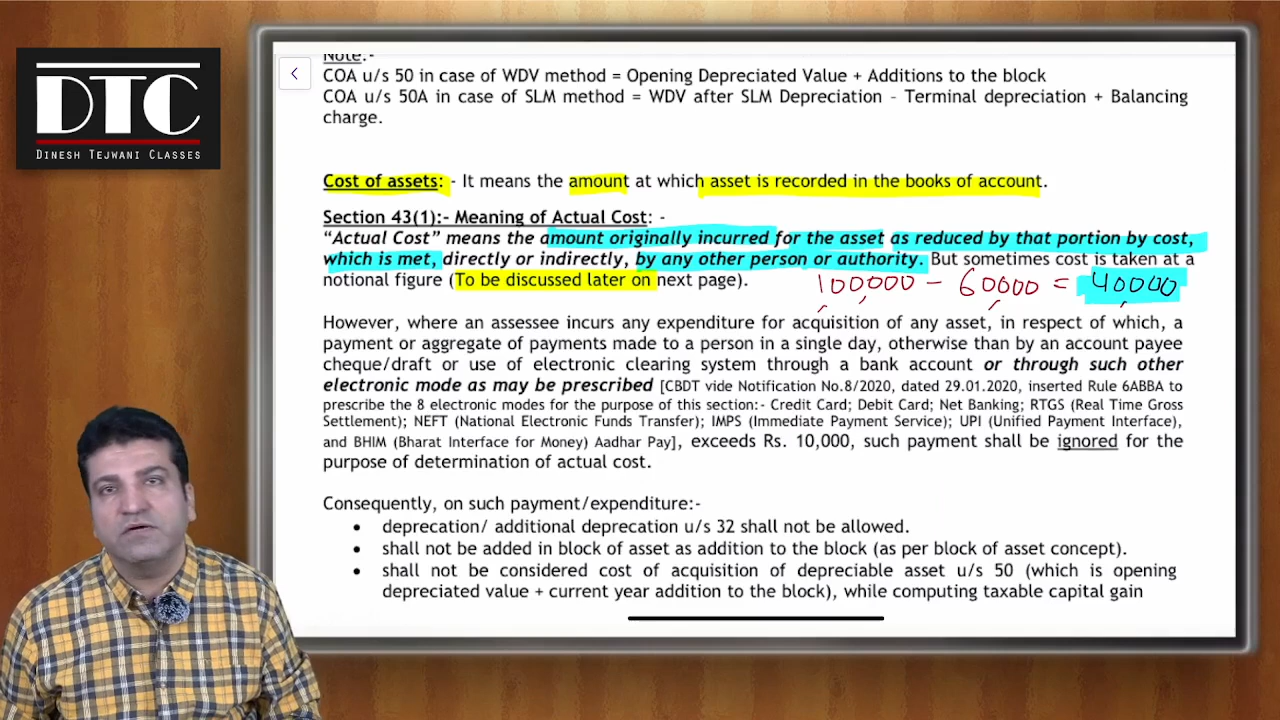 DTC
DINESH TEJWANI CLASSES
Note:-
COA u/s 50 in case of WDV method = Opening Depreciated Value + Additions to the block
COA u/s 50A in case of SLM method = WDV after SLM Depreciation – Terminal depreciation + Balancing
charge.
Cost of assets: - It means the amount at which asset is recorded in the books of account.
Section 43(1):- Meaning of Actual Cost: -
“Actual Cost” means the amount originally incurred for the asset as reduced by that portion by cost,
which is met, directly or indirectly, by any other person or authority. But sometimes cost is taken at a
notional figure (To be discussed later on next page).
100000 - 60000 = 40000
However, where an assessee incurs any expenditure for acquisition of any asset, in respect of which, a
payment or aggregate of payments made to a person in a single day, otherwise than by an account payee
cheque/draft or use of electronic clearing system through a bank account or through such other
electronic mode as may be prescribed [CBDT vide Notification No.8/2020, dated 29.01.2020, inserted Rule 6ABBA to
prescribe the 8 electronic modes for the purpose of this section:- Credit Card; Debit Card; Net Banking; RTGS (Real Time Gross
Settlement); NEFT (National Electronic Funds Transfer); IMPS (Immediate Payment Service); UPI (Unified Payment Interface),
and BHIM (Bharat Interface for Money) Aadhar Pay], exceeds Rs. 10,000, such payment shall be ignored for the
purpose of determination of actual cost.
Consequently, on such payment/expenditure:-
• deprecation/ additional deprecation u/s 32 shall not be allowed.
• shall not be added in block of asset as addition to the block (as per block of asset concept).
• shall not be considered cost of acquisition of depreciable asset u/s 50 (which is opening
depreciated value + current year addition to the block), while computing taxable capital gain